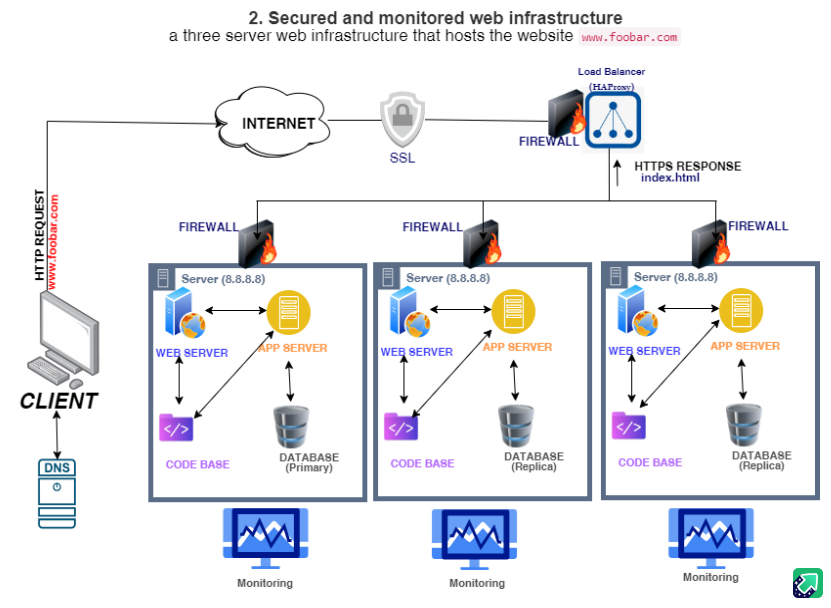 2. Secured and monitored web infrastructure
a three server web infrastructure that hosts the website www.foobar.com
Load Balancer
(HAProxy)
INTERNET
SSL
FIREWALL
HTTPS RESPONSE
index.html
HTTP REQUEST
www.foobar.com
CLIENT
DNS
FIREWALL
Server (8.8.8.8)
WEB SERVER
APP SERVER
CODE BASE
DATABASE
(Primary)
Monitoring
FIREWALL
Server (8.8.8.8)
WEB SERVER
APP SERVER
CODE BASE
DATABASE
(Replica)
Monitoring
FIREWALL
Server (8.8.8.8)
WEB SERVER
APP SERVER
CODE BASE
DATABASE
(Replica)
Monitoring